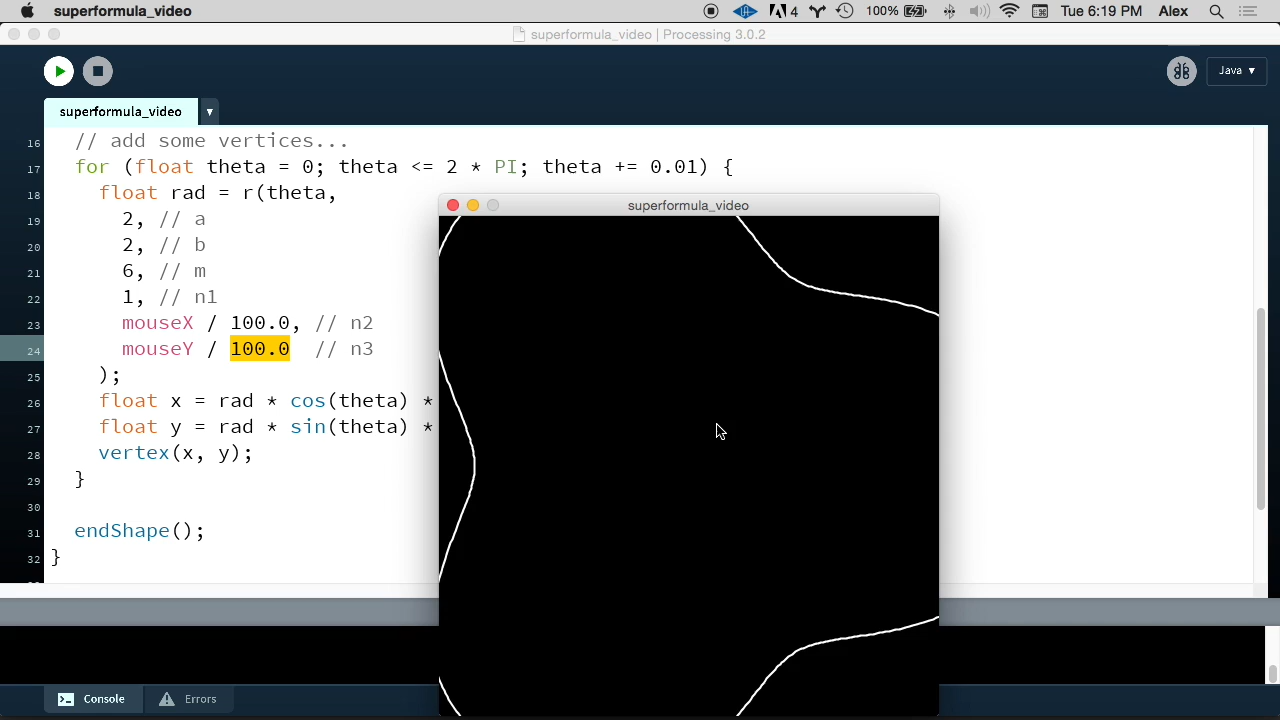 superformula_video
4
100%
Tue 6:19 PM Alex
superformula_video | Processing 3.0.2
Java ▾
superformula_video ▾
16 // add some vertices...
17 for (float theta = 0; theta <= 2 * PI; theta += 0.01) {
18 float rad = r(theta,
19 2, // a
20 2, // b
21 6, // m
22 1, // n1
23 mouseX / 100.0, // n2
24 mouseY / 100.0 // n3
25 );
26 float x = rad * cos(theta) *
27 float y = rad * sin(theta) *
28 vertex(x, y);
29 }
30
31 endShape();
32 }
superformula_video
Console Errors